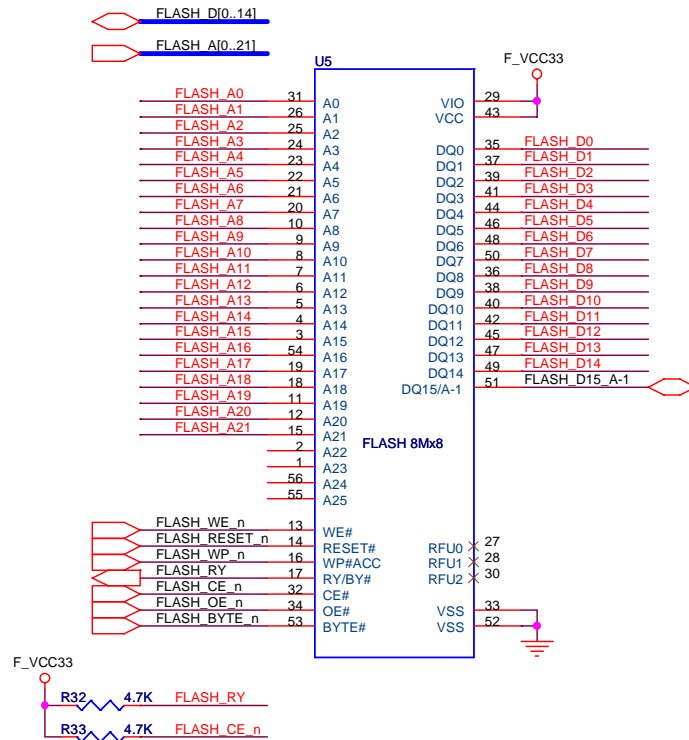 FLASH_D[0..14]
FLASH_A[0..21]
U5
F_VCC33
FLASH_A0 31 A0 VIO 29
FLASH_A1 26 A1 VCC 43
FLASH_A2 25 A2
FLASH_A3 24 A3 DQ0 35 FLASH_D0
FLASH_A4 23 A4 DQ1 37 FLASH_D1
FLASH_A5 22 A5 DQ2 39 FLASH_D2
FLASH_A6 21 A6 DQ3 41 FLASH_D3
FLASH_A7 20 A7 DQ4 44 FLASH_D4
FLASH_A8 10 A8 DQ5 46 FLASH_D5
FLASH_A9 9 A9 DQ6 48 FLASH_D6
FLASH_A10 8 A10 DQ7 50 FLASH_D7
FLASH_A11 7 A11 DQ8 36 FLASH_D8
FLASH_A12 6 A12 DQ9 38 FLASH_D9
FLASH_A13 5 A13 DQ10 40 FLASH_D10
FLASH_A14 4 A14 DQ11 42 FLASH_D11
FLASH_A15 3 A15 DQ12 45 FLASH_D12
FLASH_A16 54 A16 DQ13 47 FLASH_D13
FLASH_A17 19 A17 DQ14 49 FLASH_D14
FLASH_A18 18 A18 DQ15/A-1 51 FLASH_D15_A-1
FLASH_A19 11 A19
FLASH_A20 12 A20
FLASH_A21 15 A21
2 A22 FLASH 8Mx8
1 A23
56 A24
55 A25
FLASH_WE_n 13 WE#
FLASH_RESET_n 14 RESET# RFU0 27
FLASH_WP_n 16 WP#ACC RFU1 28
FLASH_RY 17 RY/BY# RFU2 30
FLASH_CE_n 32 CE#
FLASH_OE_n 34 OE# VSS 33
FLASH_BYTE_n 53 BYTE# VSS 52
F_VCC33
R32 4.7K FLASH_RY
R33 4.7K FLASH_CE_n